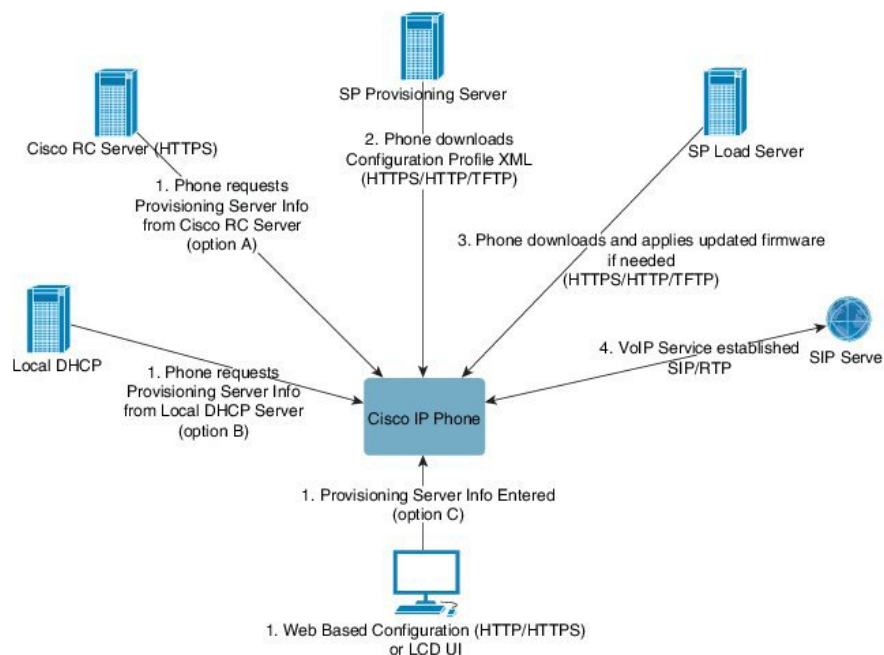 SP Provisioning Server
Cisco RC Server (HTTPS)
SP Load Server
2. Phone downloads
Configuration Profile XML
(HTTPS/HTTP/TFTP)
1. Phone requests
Provisioning Server Info
from Cisco RC Server
(option A)
3. Phone downloads and applies updated firmware
if needed
(HTTPS/HTTP/TFTP)
Local DHCP
1. Phone requests
Provisioning Server Info
from Local DHCP Server
(option B)
4. VoIP Service established
SIP/RTP
SIP Serve
Cisco IP Phone
1. Provisioning Server Info Entered
(option C)
1. Web Based Configuration (HTTP/HTTPS)
or LCD UI